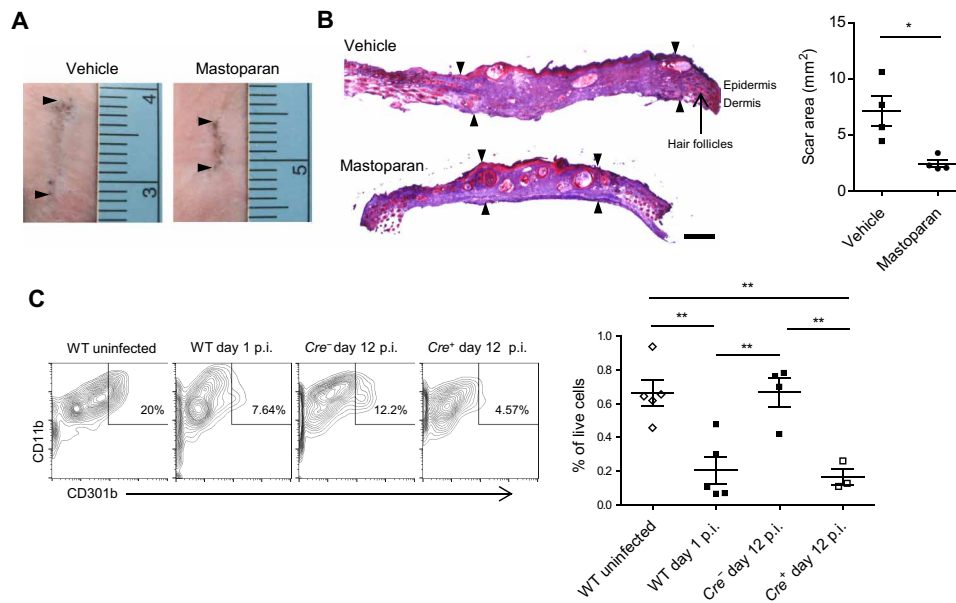 A
Vehicle
Mastoparan
4
3
5
B
Vehicle
Epidermis
Dermis
Hair follicles
Mastoparan
15
10
5
0
Scar area (mm²)
*
Vehicle
Mastoparan
C
WT uninfected
WT day 1 p.i.
Cre⁻ day 12 p.i.
Cre⁺ day 12 p.i.
20%
7.64%
12.2%
4.57%
CD11b
CD301b
**
**
**
**
1.0
0.8
0.6
0.4
0.2
0.0
% of live cells
WT uninfected
WT day 1 p.i.
Cre⁻ day 12 p.i.
Cre⁺ day 12 p.i.